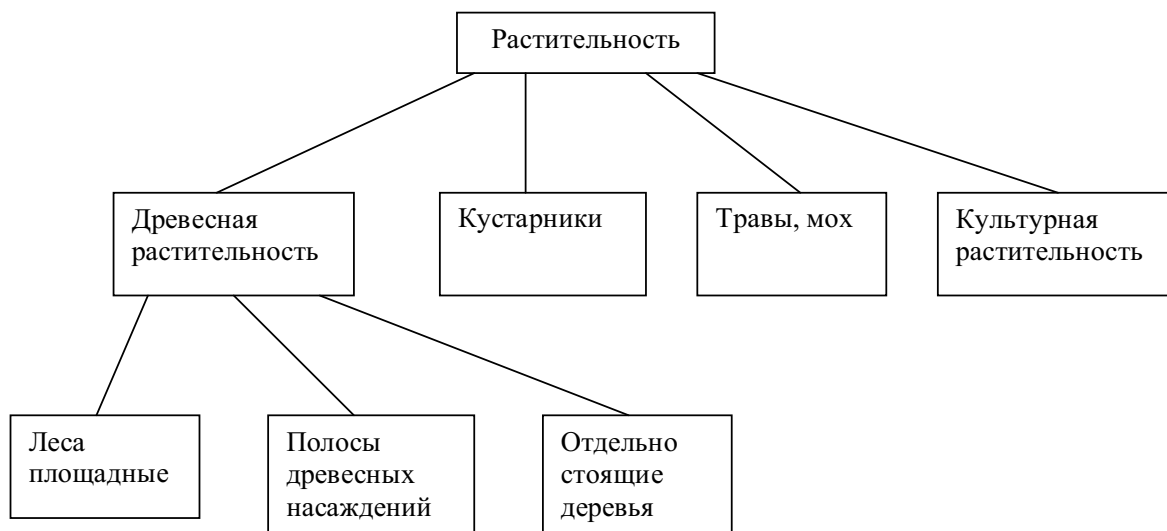 Растительность
Древесная
растительность
Кустарники
Травы, мох
Культурная
растительность
Леса
площадные
Полосы
древесных
насаждений
Отдельно
стоящие
деревья